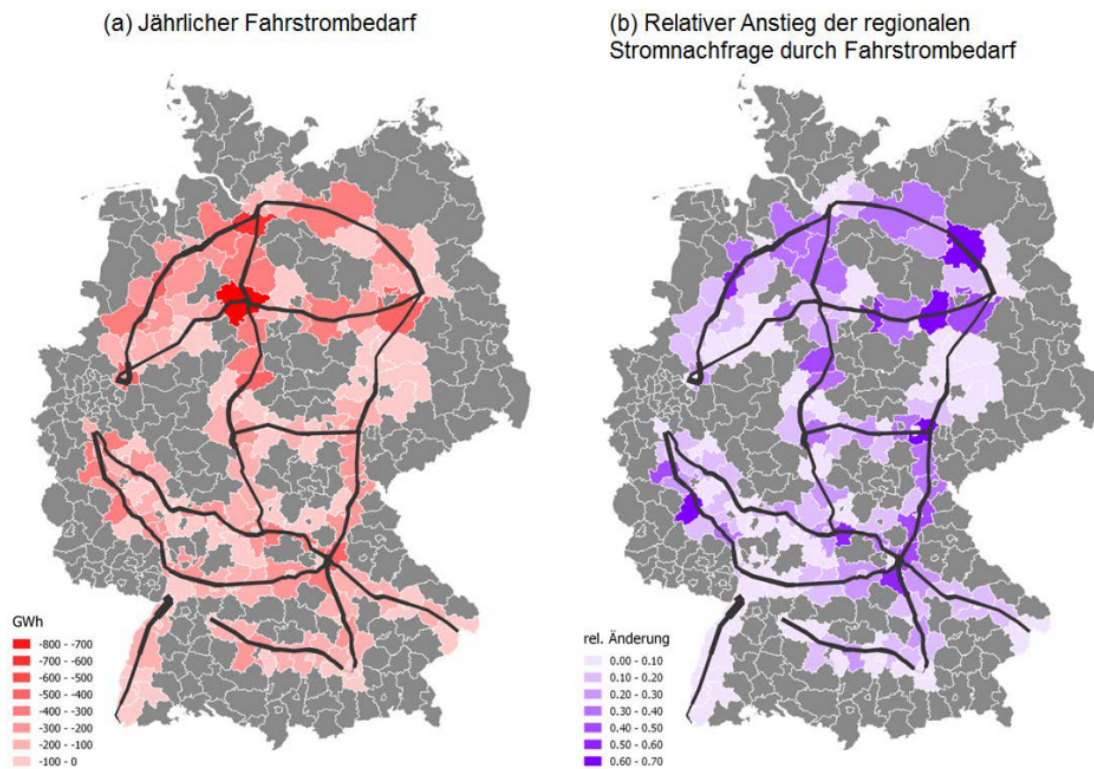 (a) Jährlicher Fahrstrombedarf
(b) Relativer Anstieg der regionalen
Stromnachfrage durch Fahrstrombedarf
GWh
-800 - -700
-700 - -600
-600 - -500
-500 - -400
-400 - -300
-300 - -200
-200 - -100
-100 - 0
rel. Änderung
0.00 - 0.10
0.10 - 0.20
0.20 - 0.30
0.30 - 0.40
0.40 - 0.50
0.50 - 0.60
0.60 - 0.70